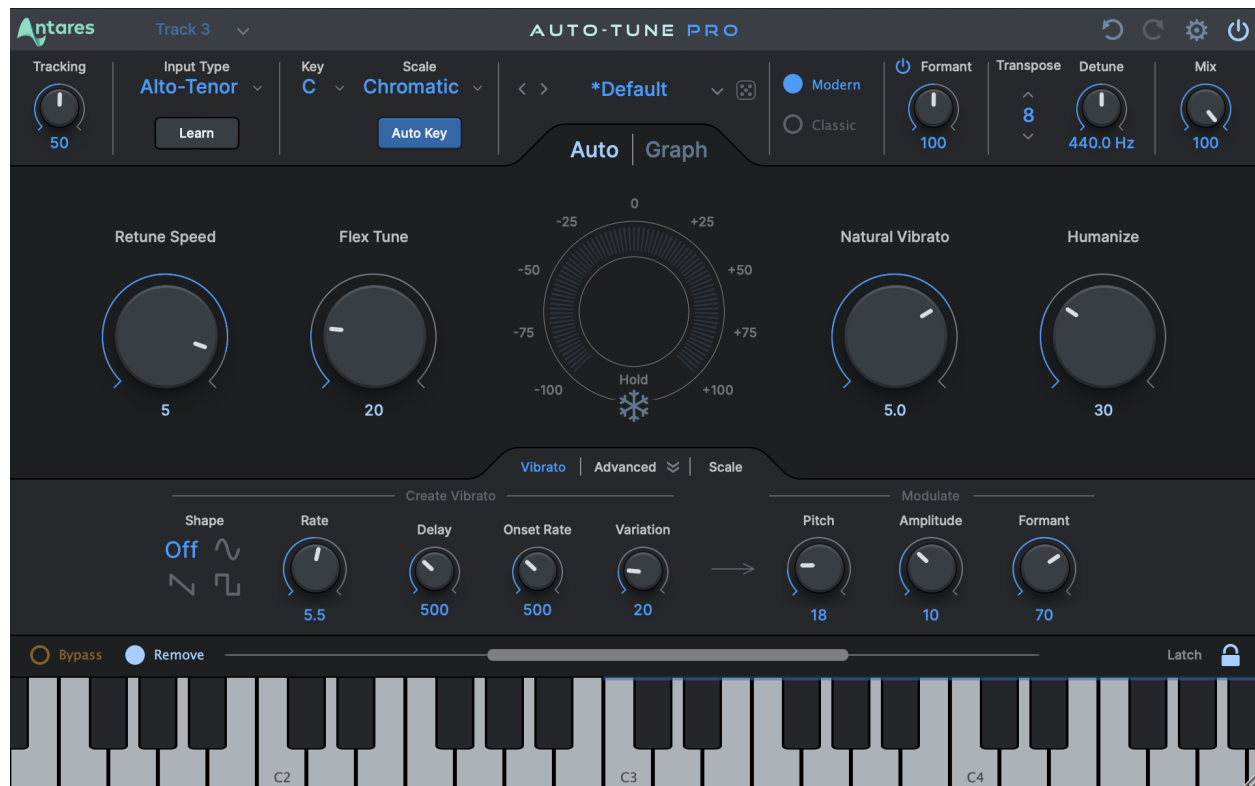 Antares
Track 3
AUTO-TUNE PRO
Tracking
50
Input Type
Alto-Tenor
Learn
Key
C
Scale
Chromatic
Auto Key
*Default
Modern
Classic
Formant
100
Transpose
8
Detune
440.0 Hz
Mix
100
Auto | Graph
Retune Speed
5
Flex Tune
20
0
-25
+25
-50
+50
-75
+75
-100
+100
Hold
Natural Vibrato
5.0
Humanize
30
Vibrato | Advanced | Scale
Create Vibrato
Shape
Off
Rate
5.5
Delay
500
Onset Rate
500
Variation
20
Modulate
Pitch
18
Amplitude
10
Formant
70
Bypass
Remove
Latch
C2
C3
C4